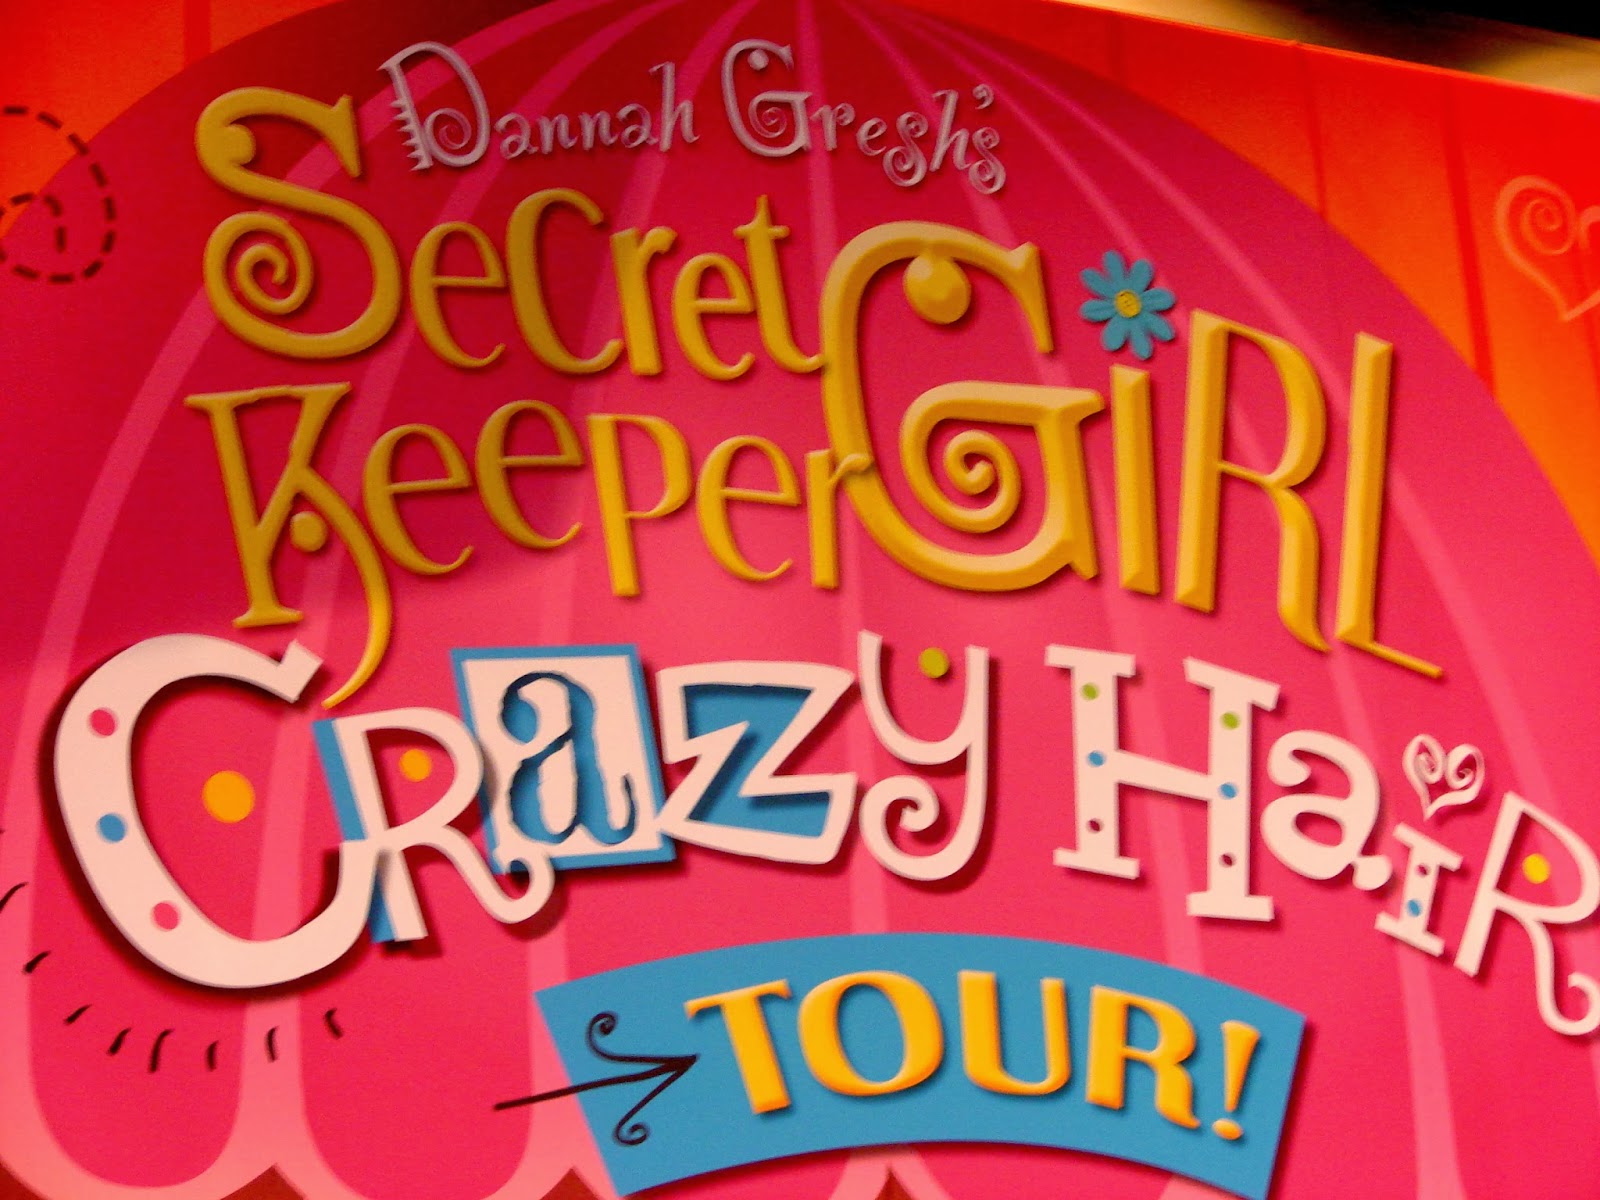 Dannah Gresh's
Secret
Keeper Girl
Crazy Hair
TOUR!